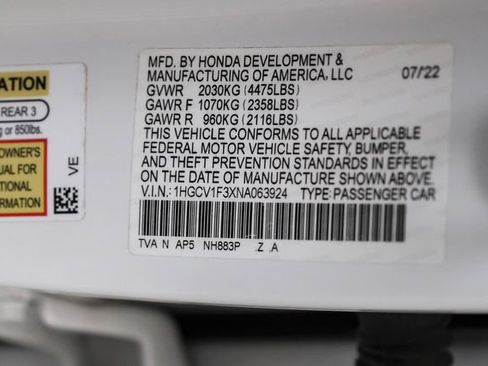 ATION
REAR 3
g or 850lbs.
OWNER'S
UAL FOR
TIONAL
ORMATION
VE
MFD. BY HONDA DEVELOPMENT &
MANUFACTURING OF AMERICA, LLC 07/22
GVWR 2030KG (4475LBS)
GAWR F 1070KG (2358LBS)
GAWR R 960KG (2116LBS)
THIS VEHICLE CONFORMS TO ALL APPLICABLE
FEDERAL MOTOR VEHICLE SAFETY, BUMPER,
AND THEFT PREVENTION STANDARDS IN EFFECT
ON THE DATE OF MANUFACTURE SHOWN ABOVE.
V.I.N.: 1HGCV1F3XNA063924 TYPE: PASSENGER CAR
TVA N AP5 NH883P Z A